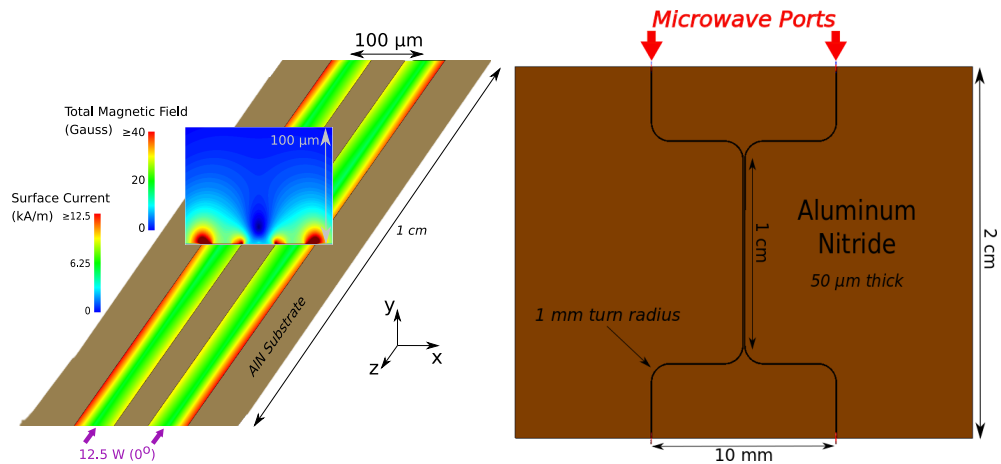 100 µm
Total Magnetic Field
(Gauss)
≥40
20
0
Surface Current
(kA/m)
≥12.5
6.25
0
100 µm
1 cm
AlN Substrate
y
x
z
12.5 W (0°)
Microwave Ports
1 cm
Aluminum
Nitride
50 µm thick
2 cm
1 mm turn radius
10 mm